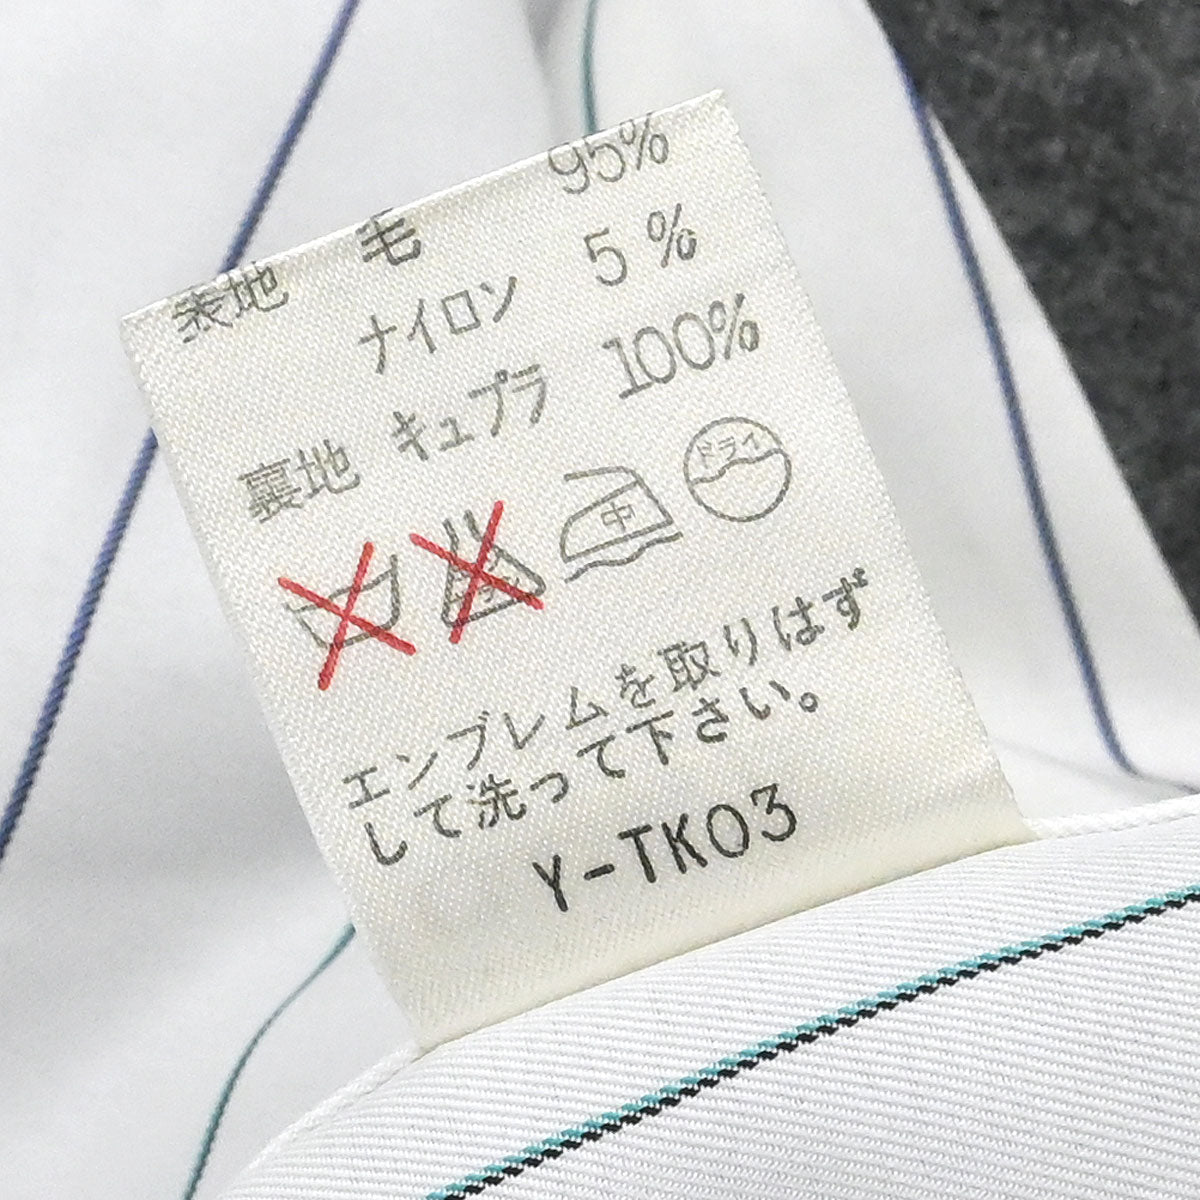 表地 毛 95%
ナイロン 5%
裏地 キュプラ 100%
中 ドライ
エンブレムを取りはず
して洗って下さい。
Y-TK03